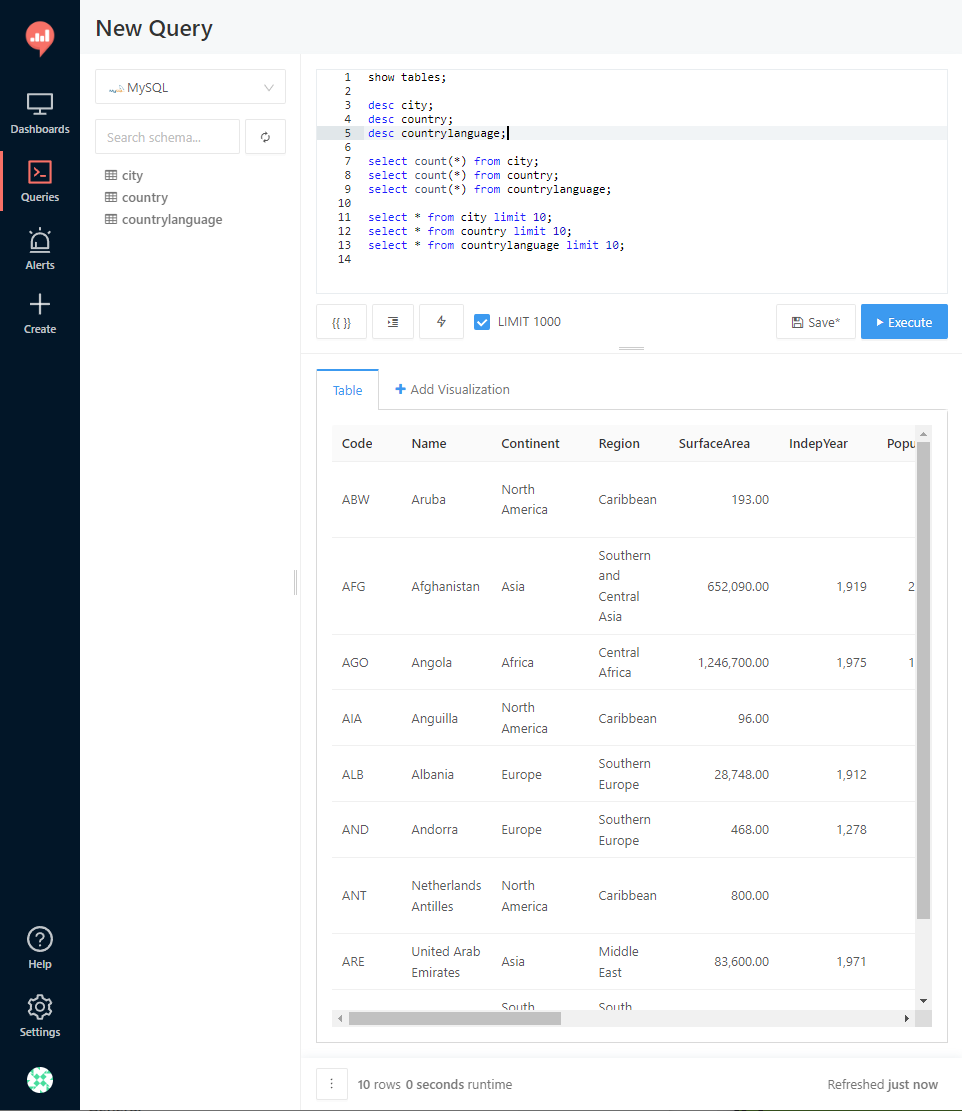 New Query
MySQL
Search schema...
city
country
countrylanguage
Dashboards
Queries
Alerts
Create
Help
Settings
1 show tables;
2
3 desc city;
4 desc country;
5 desc countrylanguage;
6
7 select count(*) from city;
8 select count(*) from country;
9 select count(*) from countrylanguage;
10
11 select * from city limit 10;
12 select * from country limit 10;
13 select * from countrylanguage limit 10;
14
{{ }} LIMIT 1000 Save* Execute
Table Add Visualization
Code Name Continent Region SurfaceArea IndepYear Popu
ABW Aruba North America Caribbean 193.00
AFG Afghanistan Asia Southern and Central Asia 652,090.00 1,919 2
AGO Angola Africa Central Africa 1,246,700.00 1,975 1
AIA Anguilla North America Caribbean 96.00
ALB Albania Europe Southern Europe 28,748.00 1,912
AND Andorra Europe Southern Europe 468.00 1,278
ANT Netherlands Antilles North America Caribbean 800.00
ARE United Arab Emirates Asia Middle East 83,600.00 1,971
South South
10 rows 0 seconds runtime Refreshed just now